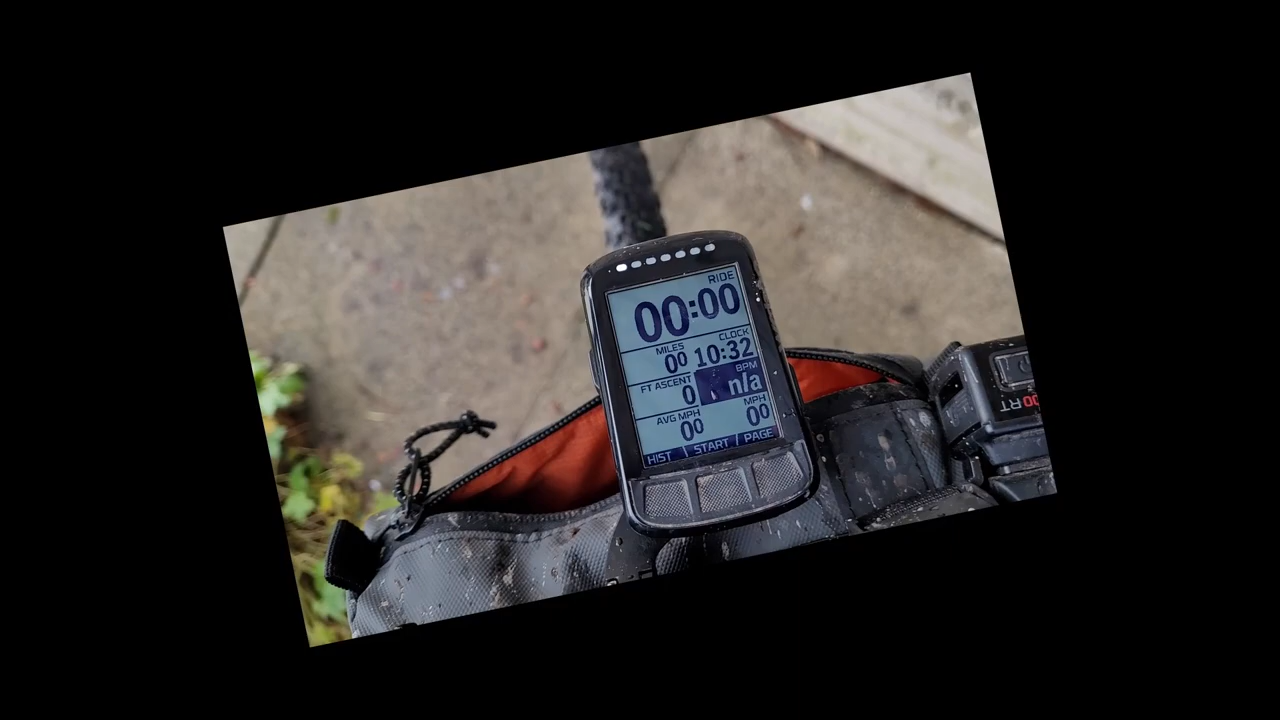 RIDE
00:00
MILES CLOCK
00 10:32
FT ASCENT BPM
0 n/a
AVG MPH MPH
00 00
HIST START PAGE
00 RT